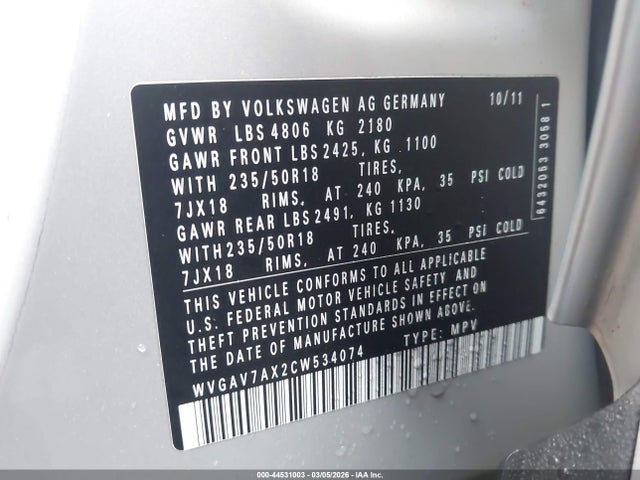 MFD BY VOLKSWAGEN AG GERMANY 10/11
GVWR LBS 4806 KG 2180
GAWR FRONT LBS 2425, KG 1100
WITH 235/50R18 TIRES,
7JX18 RIMS, AT 240 KPA, 35 PSI COLD
GAWR REAR LBS 2491, KG 1130
WITH 235/50R18 TIRES,
7JX18 RIMS, AT 240 KPA, 35 PSI COLD
THIS VEHICLE CONFORMS TO ALL APPLICABLE
U.S. FEDERAL MOTOR VEHICLE SAFETY AND
THEFT PREVENTION STANDARDS IN EFFECT ON
THE DATE OF MANUFACTURE SHOWN ABOVE.
WVGAV7AX2CW534074 TYPE: MPV
6432053 3058 1
000-44531003 — 03/05/2026 — IAA Inc.